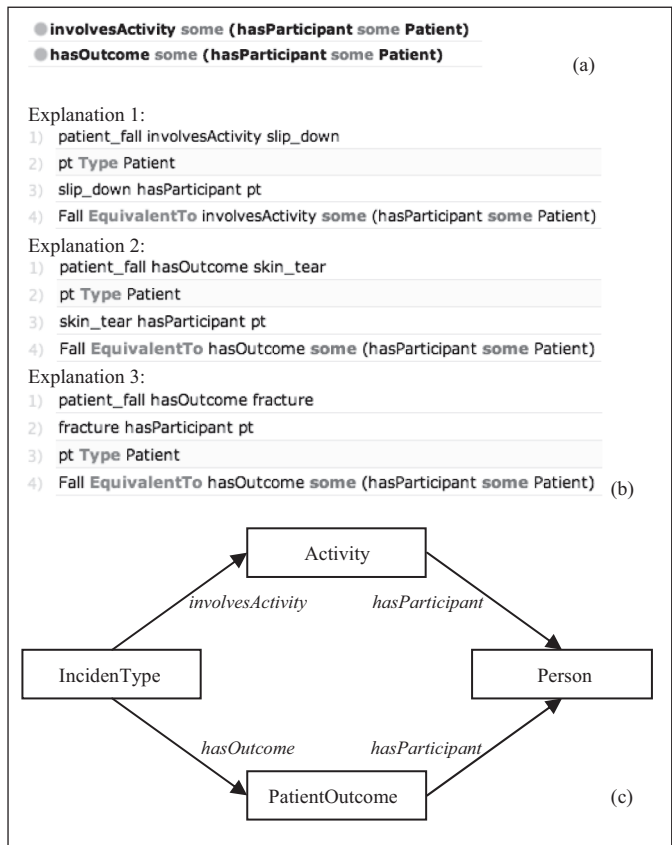 involvesActivity some (hasParticipant some Patient)
hasOutcome some (hasParticipant some Patient)
(a)
Explanation 1:
1) patient_fall involvesActivity slip_down
2) pt Type Patient
3) slip_down hasParticipant pt
4) Fall EquivalentTo involvesActivity some (hasParticipant some Patient)
Explanation 2:
1) patient_fall hasOutcome skin_tear
2) pt Type Patient
3) skin_tear hasParticipant pt
4) Fall EquivalentTo hasOutcome some (hasParticipant some Patient)
Explanation 3:
1) patient_fall hasOutcome fracture
2) fracture hasParticipant pt
3) pt Type Patient
4) Fall EquivalentTo hasOutcome some (hasParticipant some Patient)
(b)
Activity
involvesActivity hasParticipant
IncidenType Person
hasOutcome hasParticipant
PatientOutcome
(c)